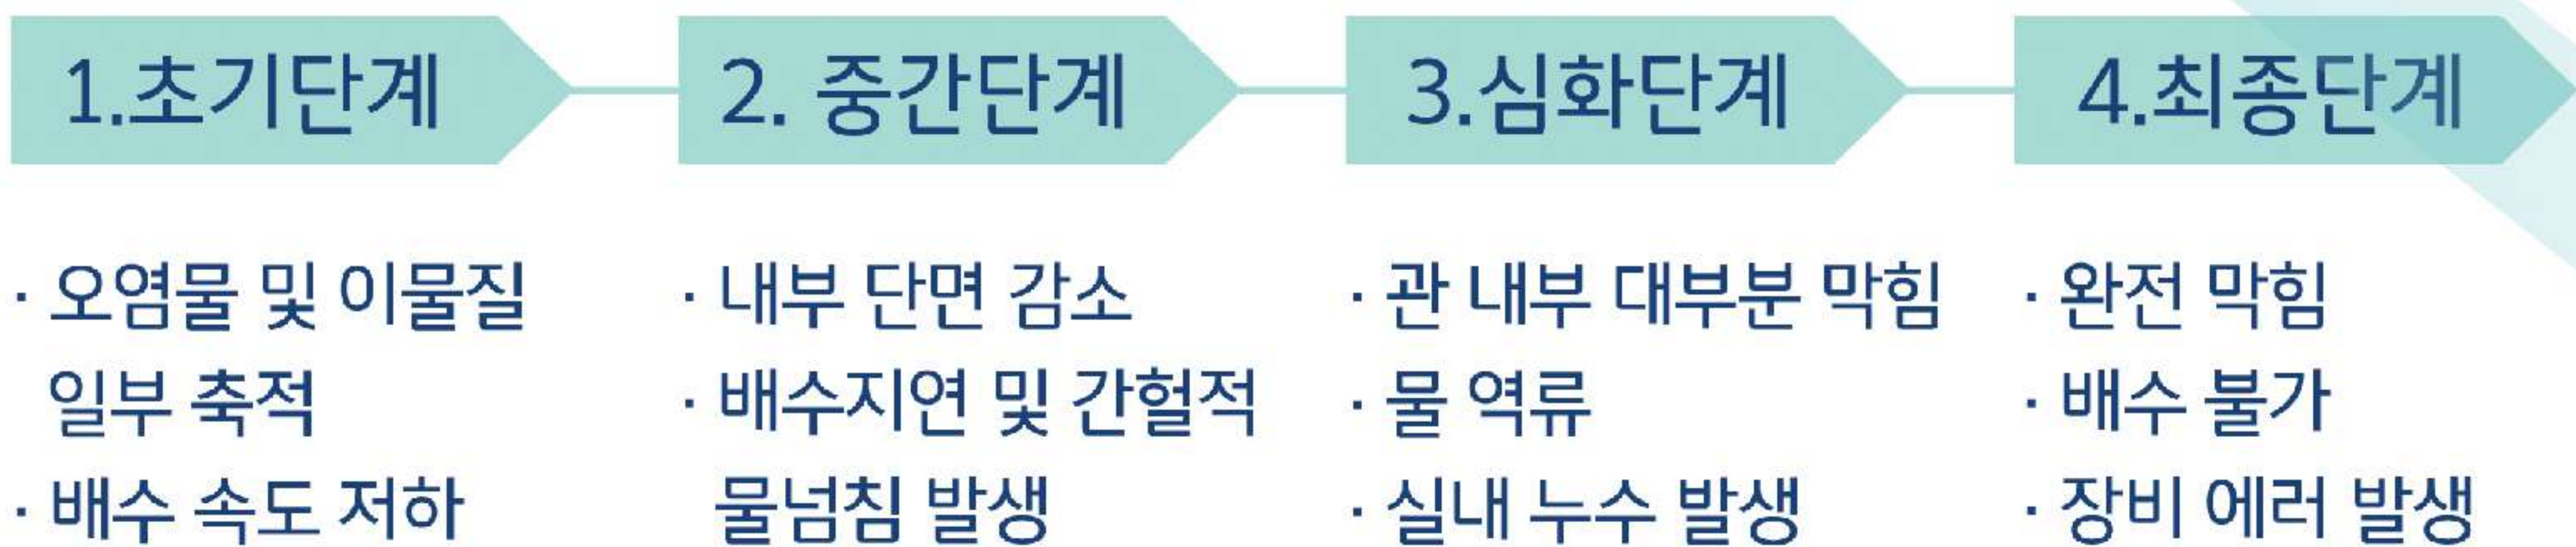 1.초기단계
· 오염물 및 이물질
일부 축적
· 배수 속도 저하
2. 중간단계
· 내부 단면 감소
· 배수지연 및 간헐적
물넘침 발생
3.심화단계
· 관 내부 대부분 막힘
· 물 역류
· 실내 누수 발생
4.최종단계
· 완전 막힘
· 배수 불가
· 장비 에러 발생